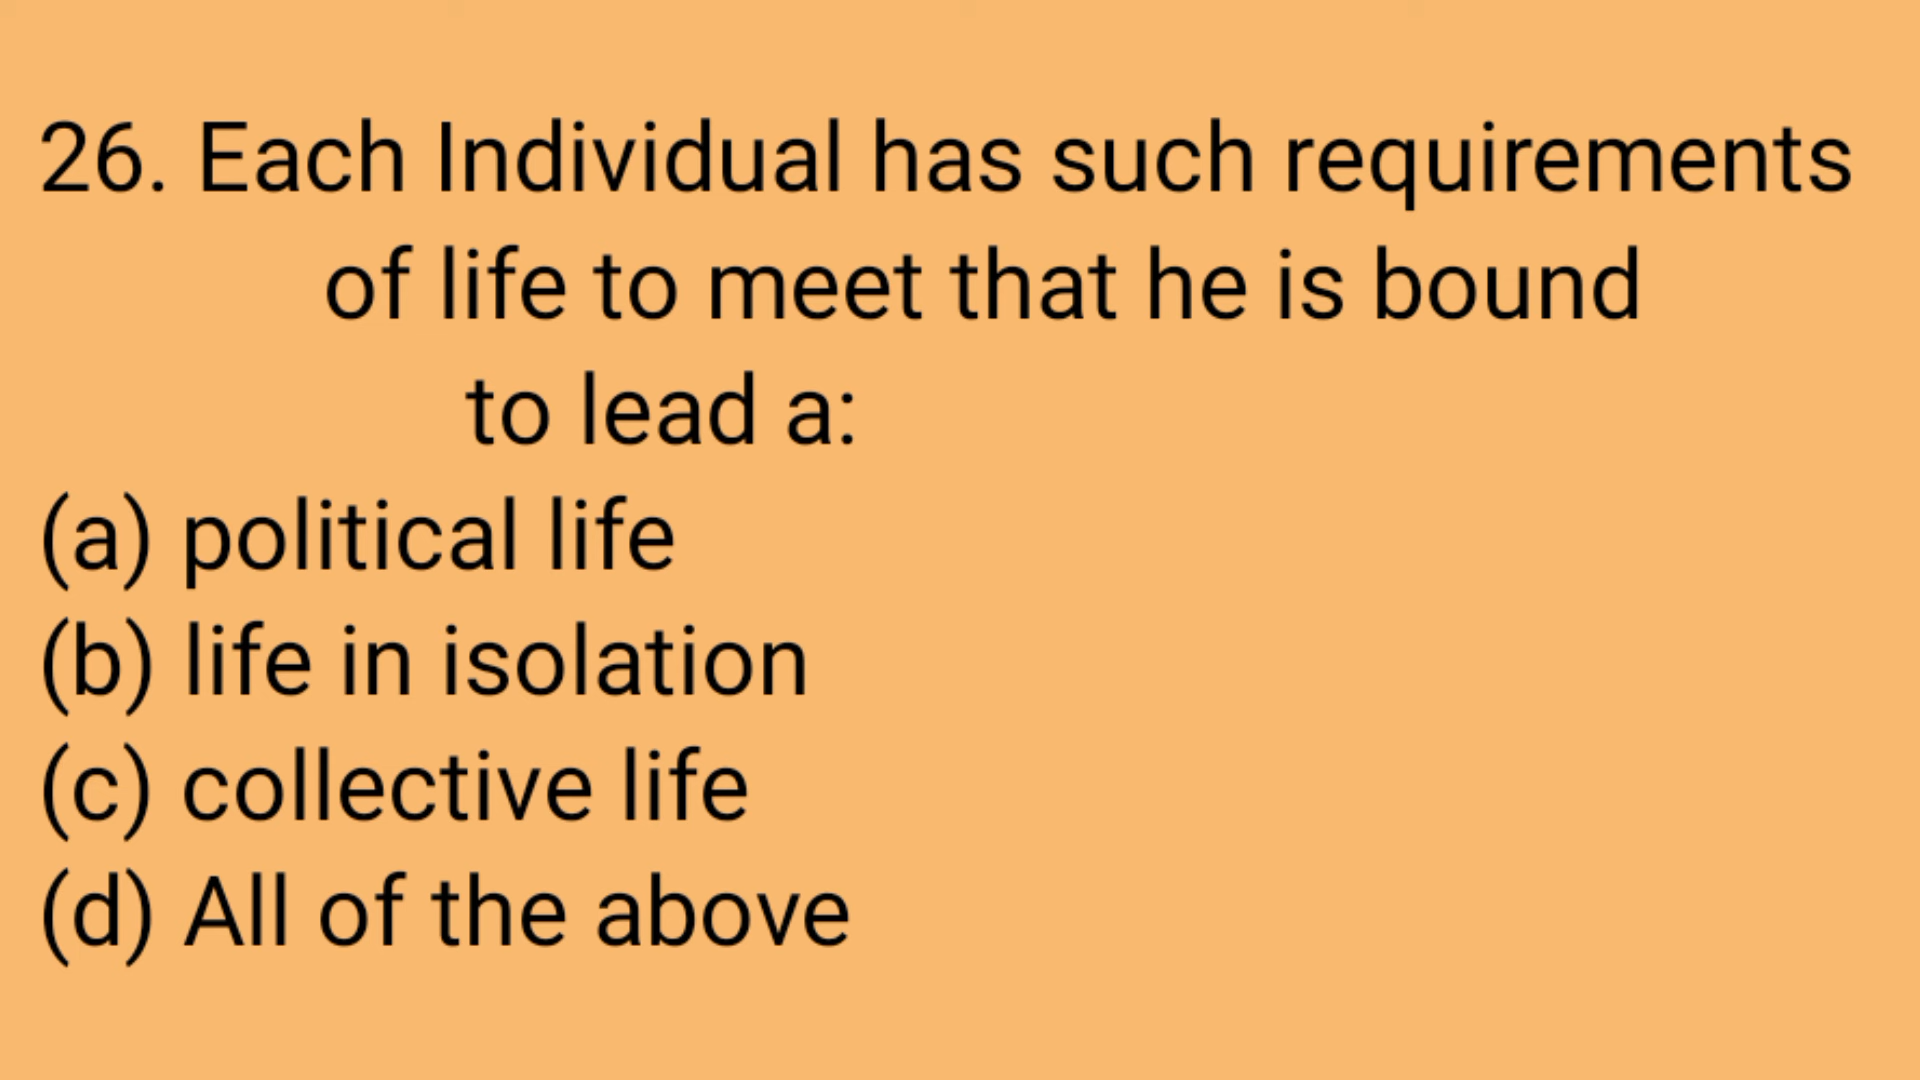 26. Each Individual has such requirements
of life to meet that he is bound
to lead a:
(a) political life
(b) life in isolation
(c) collective life
(d) All of the above